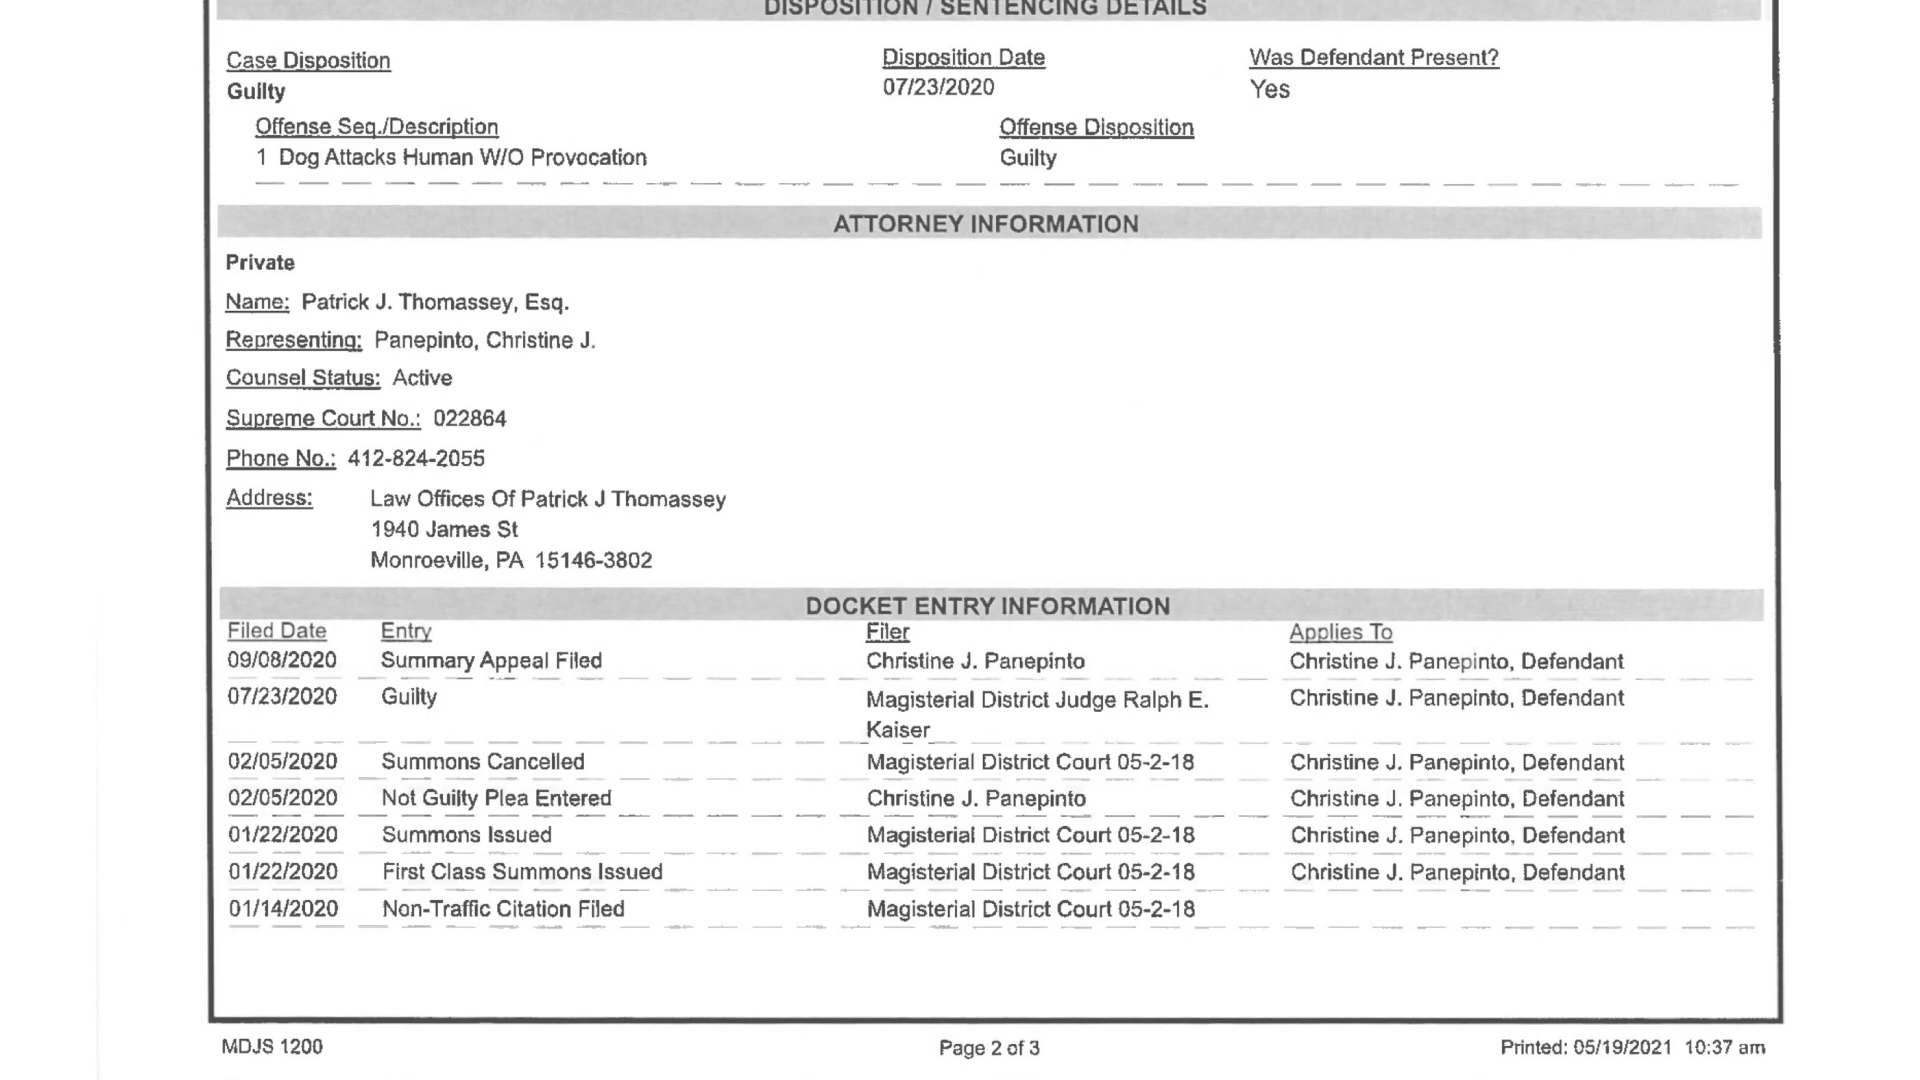 DISPOSITION / SENTENCING DETAILS
Case Disposition Disposition Date Was Defendant Present?
Guilty 07/23/2020 Yes
Offense Seq./Description Offense Disposition
1 Dog Attacks Human W/O Provocation Guilty
ATTORNEY INFORMATION
Private
Name: Patrick J. Thomassey, Esq.
Representing: Panepinto, Christine J.
Counsel Status: Active
Supreme Court No.: 022864
Phone No.: 412-824-2055
Address: Law Offices Of Patrick J Thomassey
1940 James St
Monroeville, PA 15146-3802
DOCKET ENTRY INFORMATION
Filed Date Entry Filer Applies To
09/08/2020 Summary Appeal Filed Christine J. Panepinto Christine J. Panepinto, Defendant
07/23/2020 Guilty Magisterial District Judge Ralph E. Christine J. Panepinto, Defendant
Kaiser
02/05/2020 Summons Cancelled Magisterial District Court 05-2-18 Christine J. Panepinto, Defendant
02/05/2020 Not Guilty Plea Entered Christine J. Panepinto Christine J. Panepinto, Defendant
01/22/2020 Summons Issued Magisterial District Court 05-2-18 Christine J. Panepinto, Defendant
01/22/2020 First Class Summons Issued Magisterial District Court 05-2-18 Christine J. Panepinto, Defendant
01/14/2020 Non-Traffic Citation Filed Magisterial District Court 05-2-18
MDJS 1200 Page 2 of 3 Printed: 05/19/2021 10:37 am